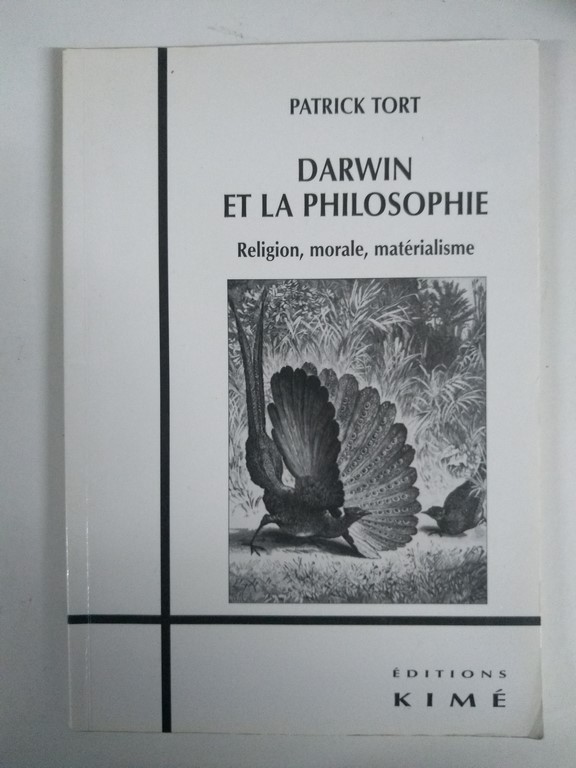 PATRICK TORT
DARWIN
ET LA PHILOSOPHIE
Religion, morale, matérialisme
ÉDITIONS
KIMÉ